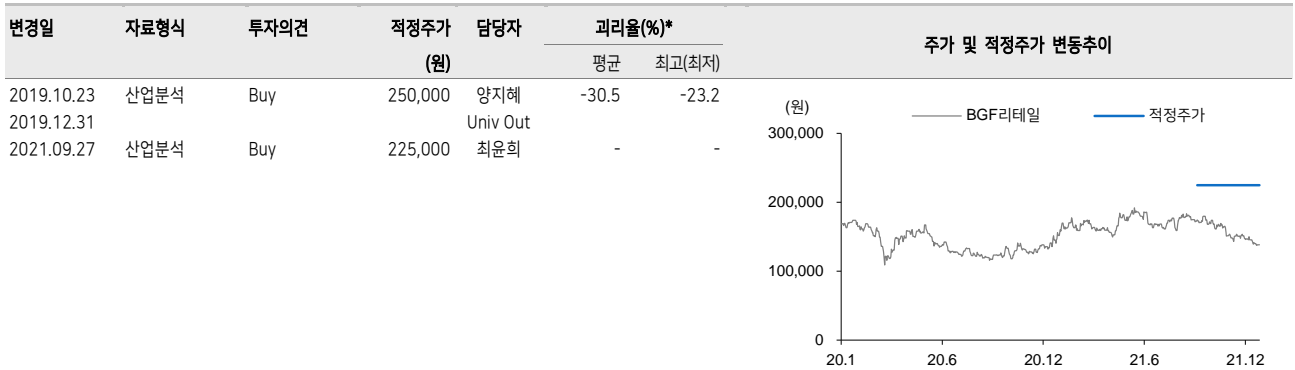 변경일 자료형식 투자의견 적정주가 담당자 괴리율(%)* 주가 및 적정주가 변동추이
(원) 평균 최고(최저)
2019.10.23 산업분석 Buy 250,000 양지혜 -30.5 -23.2
2019.12.31 Univ Out
2021.09.27 산업분석 Buy 225,000 최윤희 - -
(원) BGF리테일 적정주가
300,000
200,000
100,000
0
20.1 20.6 20.12 21.6 21.12